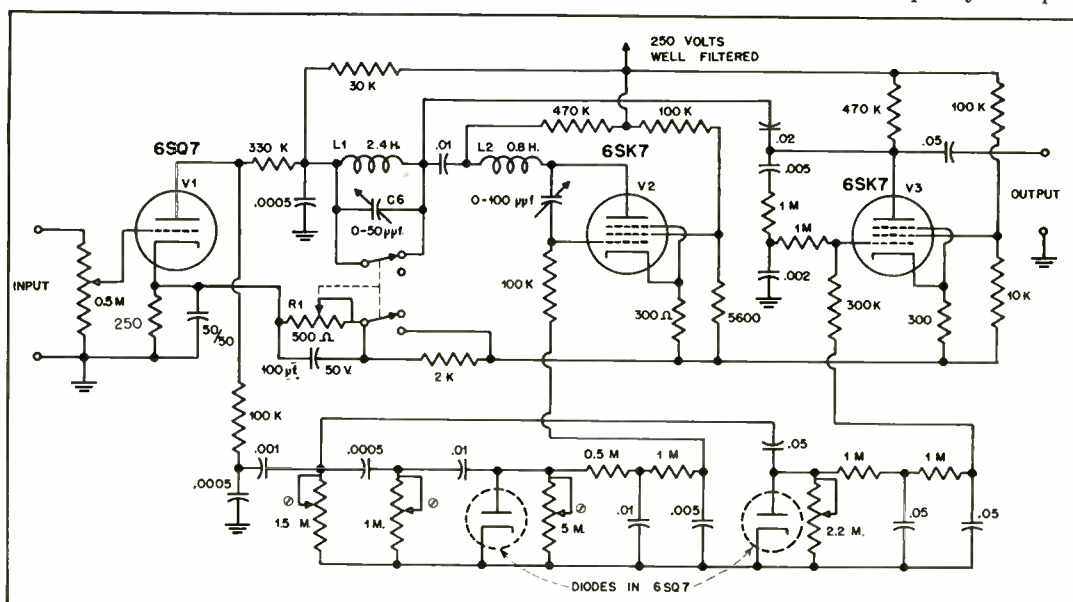 250 VOLTS
WELL FILTERED
30 K
470 K
100 K
470 K
100 K
6SQ7
330 K
L1
2.4 H.
.01
L2
0.8 H.
6SK7
.02
.05
V1
.0005
C6
0-50 µµf.
0-100 µµf
V2
.005
1 M
6SK7
V3
OUTPUT
INPUT
0.5 M
1 M
.002
250
50/50
R1
500 Ω
100 K
300 Ω
5600
300 K
300
10 K
100 µf.
50 V.
2 K
100 K
.001
.0005
.01
0.5 M
1 M
.05
1 M
1 M
.0005
1.5 M.
1 M.
5 M.
.01
.005
2.2 M.
.05
.05
DIODES IN 6SQ7